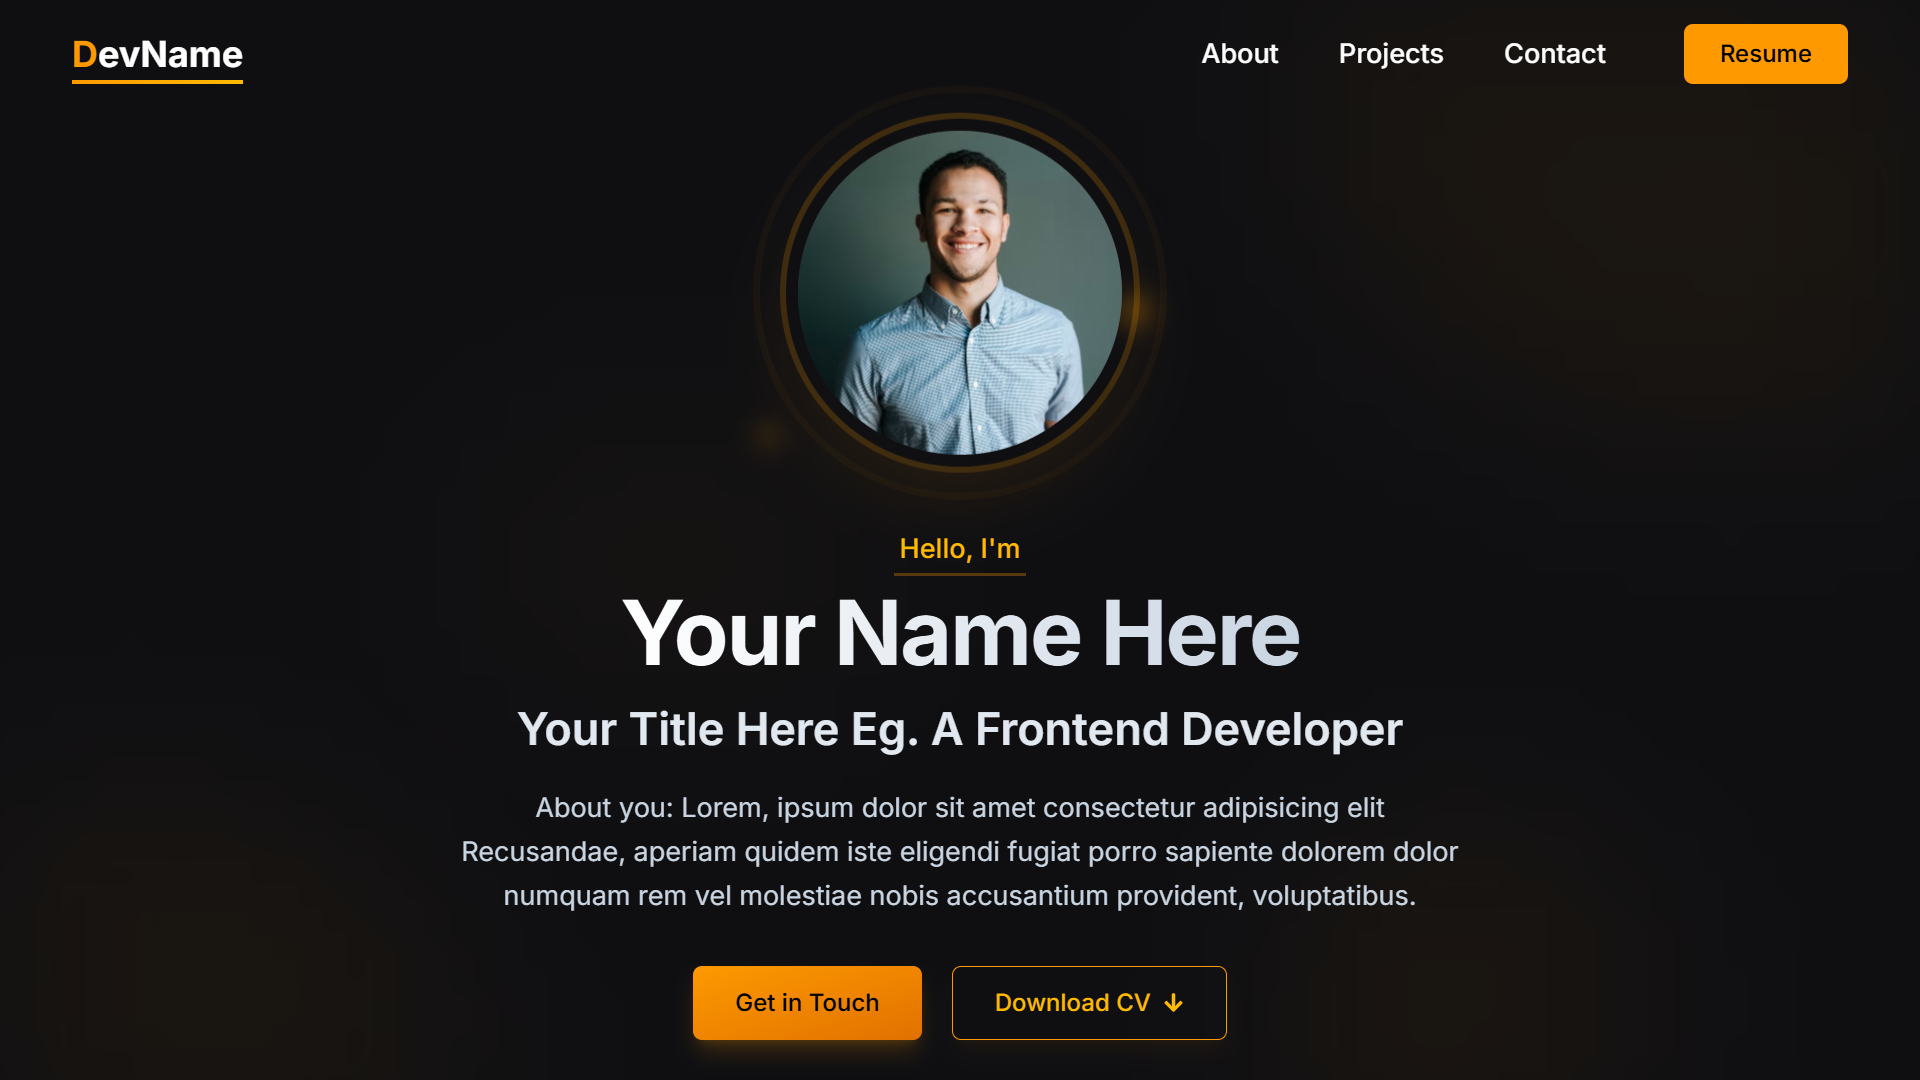 DevName
About
Projects
Contact
Resume
Hello, I'm
Your Name Here
Your Title Here Eg. A Frontend Developer
About you: Lorem, ipsum dolor sit amet consectetur adipisicing elit
Recusandae, aperiam quidem iste eligendi fugiat porro sapiente dolorem dolor
numquam rem vel molestiae nobis accusantium provident, voluptatibus.
Get in Touch
Download CV